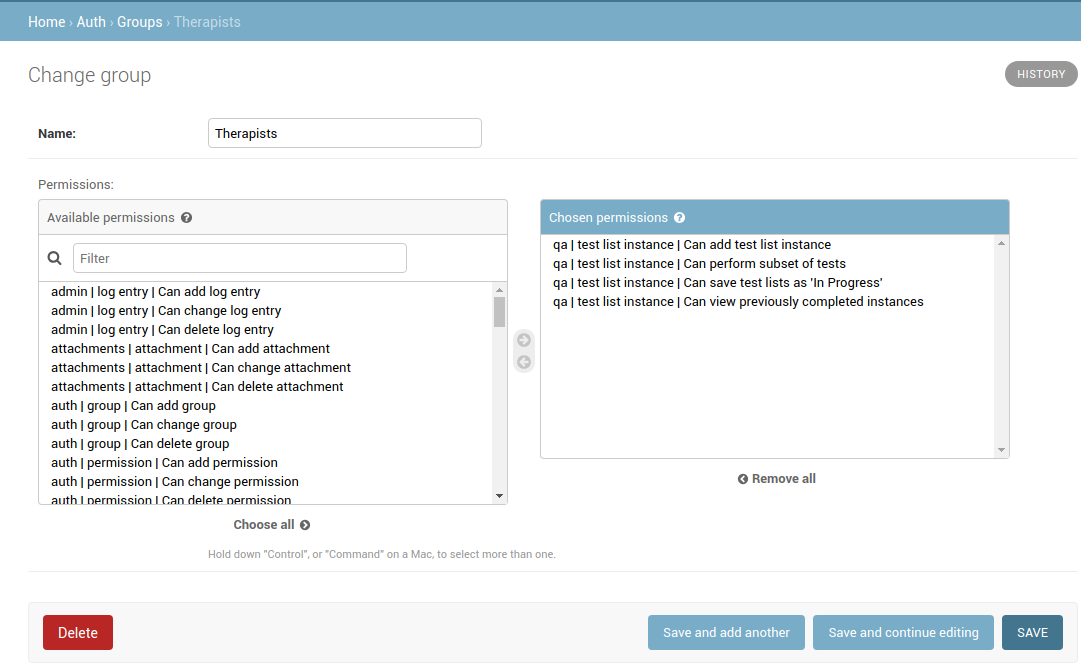 Home › Auth › Groups › Therapists
Change group
HISTORY
Name:
Therapists
Permissions:
Available permissions
Filter
admin | log entry | Can add log entry
admin | log entry | Can change log entry
admin | log entry | Can delete log entry
attachments | attachment | Can add attachment
attachments | attachment | Can change attachment
attachments | attachment | Can delete attachment
auth | group | Can add group
auth | group | Can change group
auth | group | Can delete group
auth | permission | Can add permission
auth | permission | Can change permission
auth | permission | Can delete permission
Choose all
Chosen permissions
qa | test list instance | Can add test list instance
qa | test list instance | Can perform subset of tests
qa | test list instance | Can save test lists as 'In Progress'
qa | test list instance | Can view previously completed instances
Remove all
Hold down "Control", or "Command" on a Mac, to select more than one.
Delete
Save and add another
Save and continue editing
SAVE